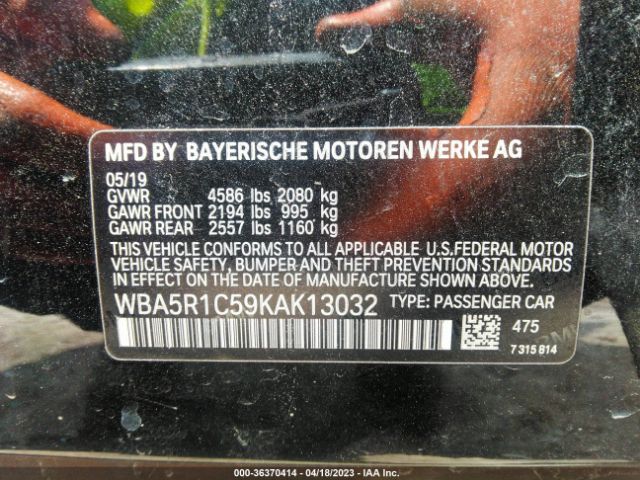 MFD BY BAYERISCHE MOTOREN WERKE AG
05/19
GVWR 4586 lbs 2080 kg
GAWR FRONT 2194 lbs 995 kg
GAWR REAR 2557 lbs 1160 kg
THIS VEHICLE CONFORMS TO ALL APPLICABLE U.S.FEDERAL MOTOR
VEHICLE SAFETY, BUMPER AND THEFT PREVENTION STANDARDS
IN EFFECT ON THE DATE OF MANUFACTURE SHOWN ABOVE.
WBA5R1C59KAK13032 TYPE: PASSENGER CAR
475
7 315 814
000-36370414 - 04/18/2023 - IAA Inc.